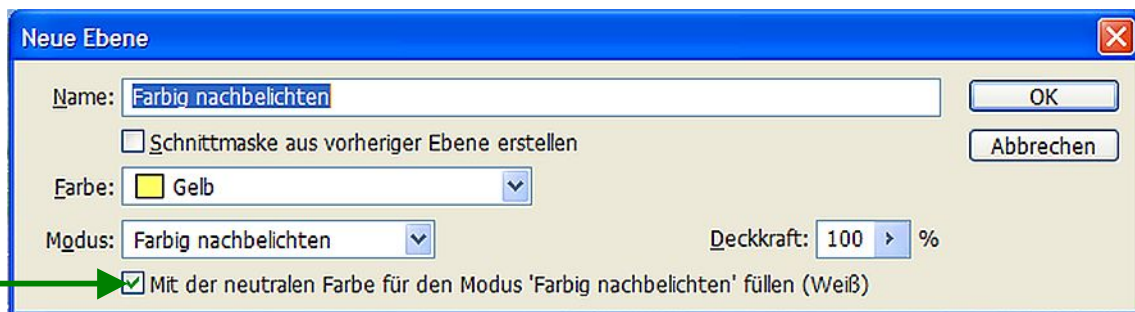 Neue Ebene
Name: Farbig nachbelichten OK
Schnittmaske aus vorheriger Ebene erstellen Abbrechen
Farbe: Gelb
Modus: Farbig nachbelichten Deckkraft: 100 %
Mit der neutralen Farbe für den Modus 'Farbig nachbelichten' füllen (Weiß)